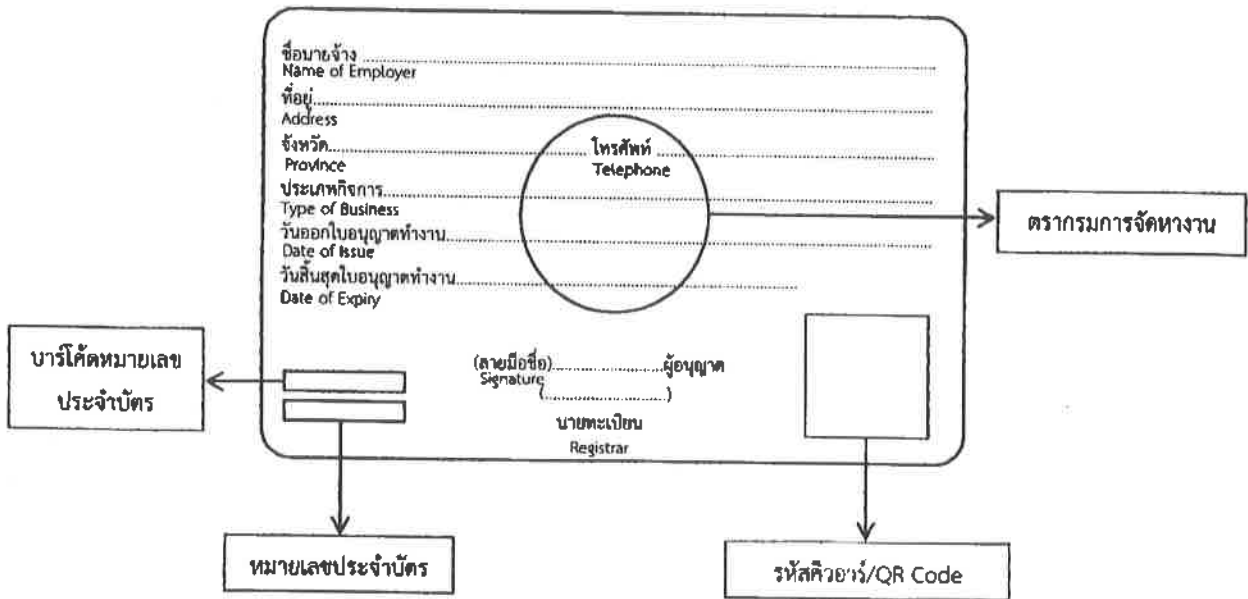 ชื่อนายจ้าง ........................................
Name of Employer
ที่อยู่........................................
Address
จังหวัด........................................ โทรศัพท์ ........................................
Province Telephone
ประเภทกิจการ........................................
Type of Business
วันออกใบอนุญาตทำงาน........................................
Date of Issue
วันสิ้นสุดใบอนุญาตทำงาน........................................
Date of Expiry
ตรากรมการจัดหางาน
บาร์โค้ดหมายเลข
ประจำบัตร
(ลายมือชื่อ)........................ผู้อนุญาต
Signature
(........................)
นายทะเบียน
Registrar
หมายเลขประจำบัตร
รหัสคิวอาร์/QR Code